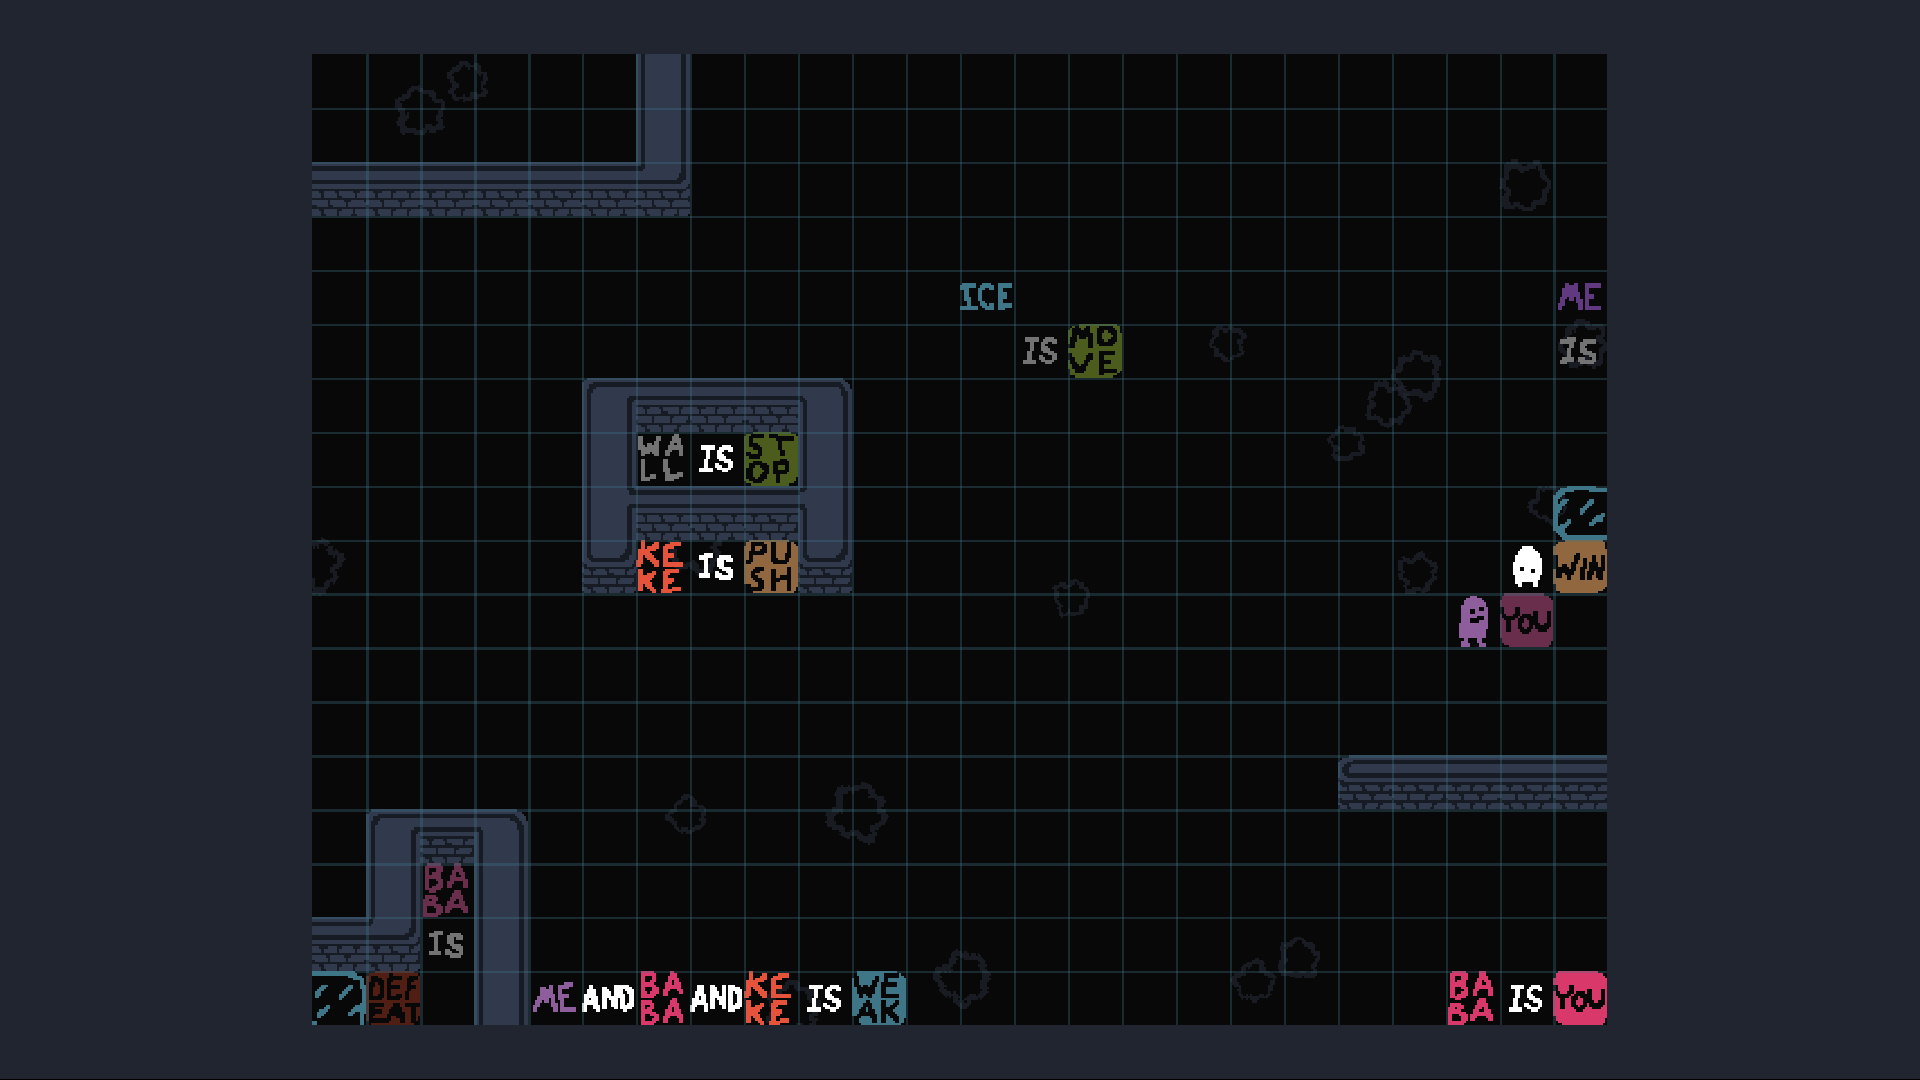 ICE ME
IS MOVE IS
WALL IS STOP
KEKE IS PUSH WIN
YOU
BABA
IS
DEFEAT ME AND BABA AND KEKE IS WEAK BABA IS YOU